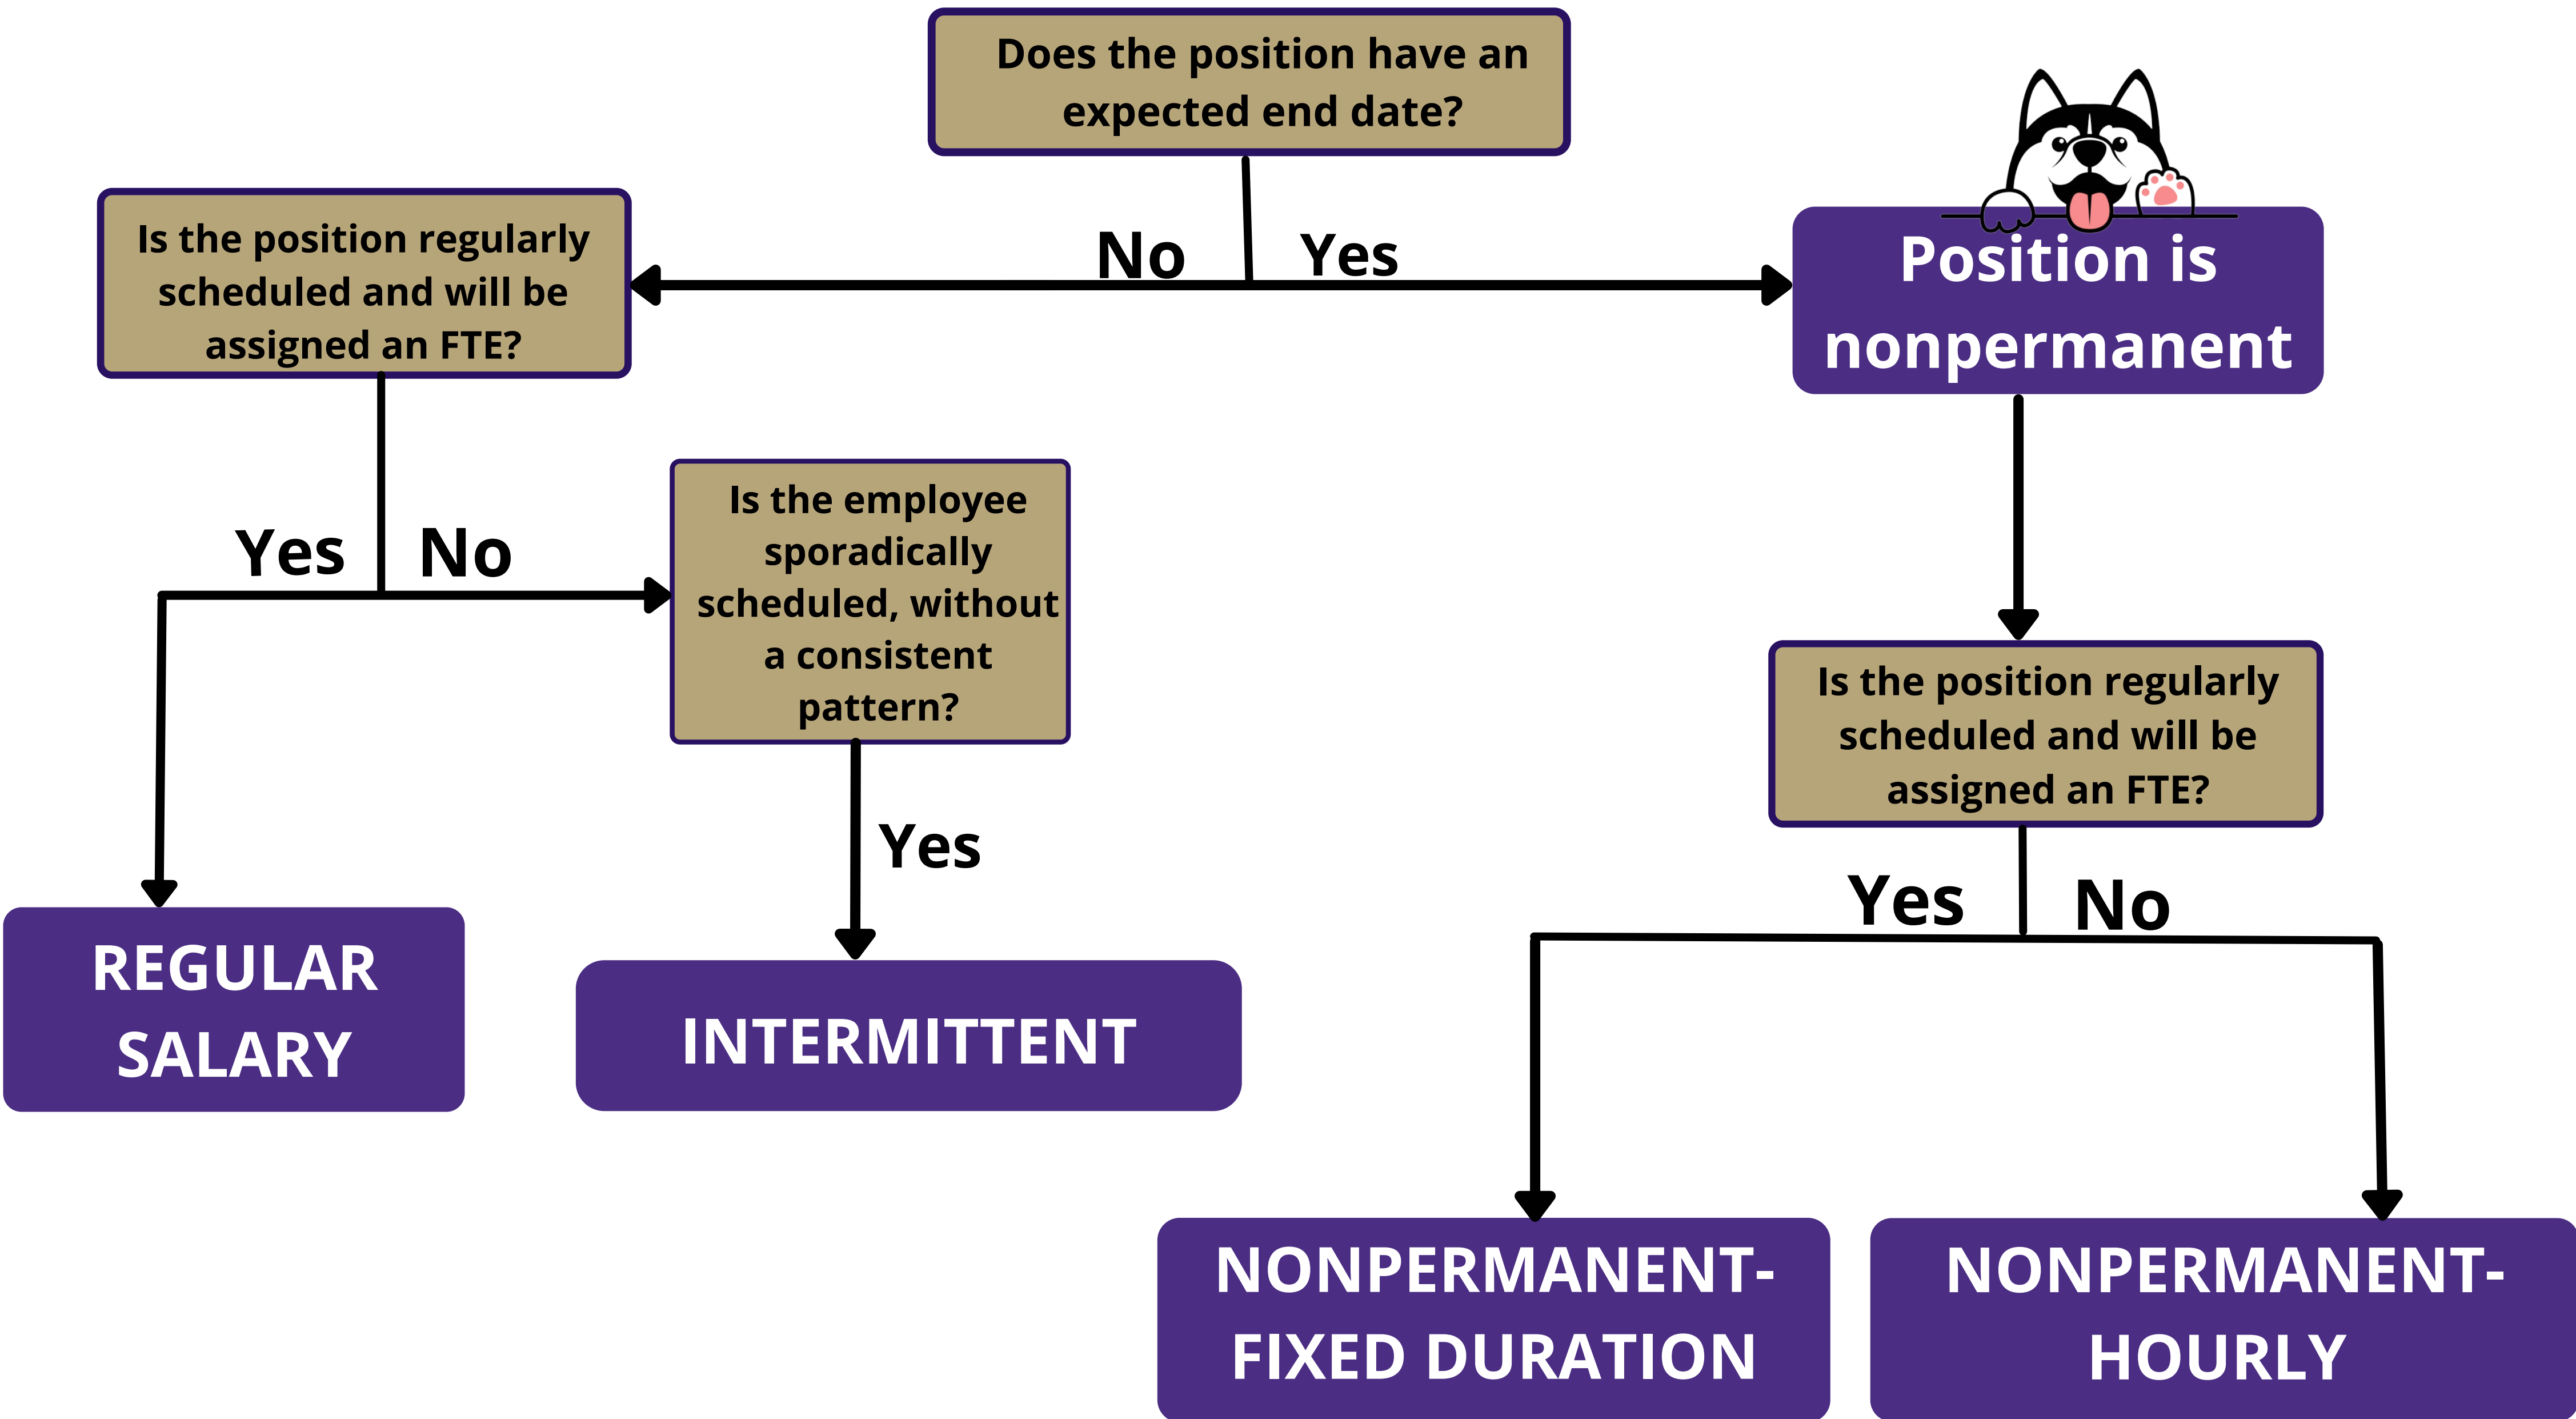 Does the position have an
expected end date?
No
Yes
Is the position regularly
scheduled and will be
assigned an FTE?
Position is
nonpermanent
Yes
No
Is the employee
sporadically
scheduled, without
a consistent
pattern?
Is the position regularly
scheduled and will be
assigned an FTE?
Yes
Yes
No
REGULAR
SALARY
INTERMITTENT
NONPERMANENT-
FIXED DURATION
NONPERMANENT-
HOURLY